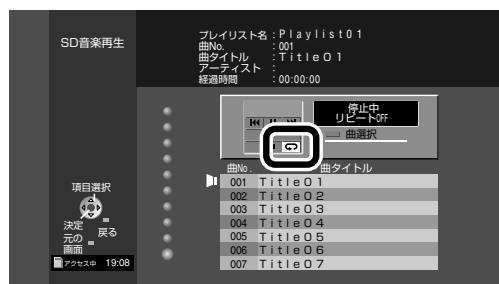 SD音楽再生
プレイリスト名 : Playlist01
曲No. : 001
曲タイトル : Title01
アーティスト :
経過時間 : 00:00:00
停止中
リピートOFF
曲選択
曲No. 曲タイトル
001 Title01
002 Title02
003 Title03
004 Title04
005 Title05
006 Title06
007 Title07
項目選択
決定
戻る
元の
画面
アクセス中 19:08